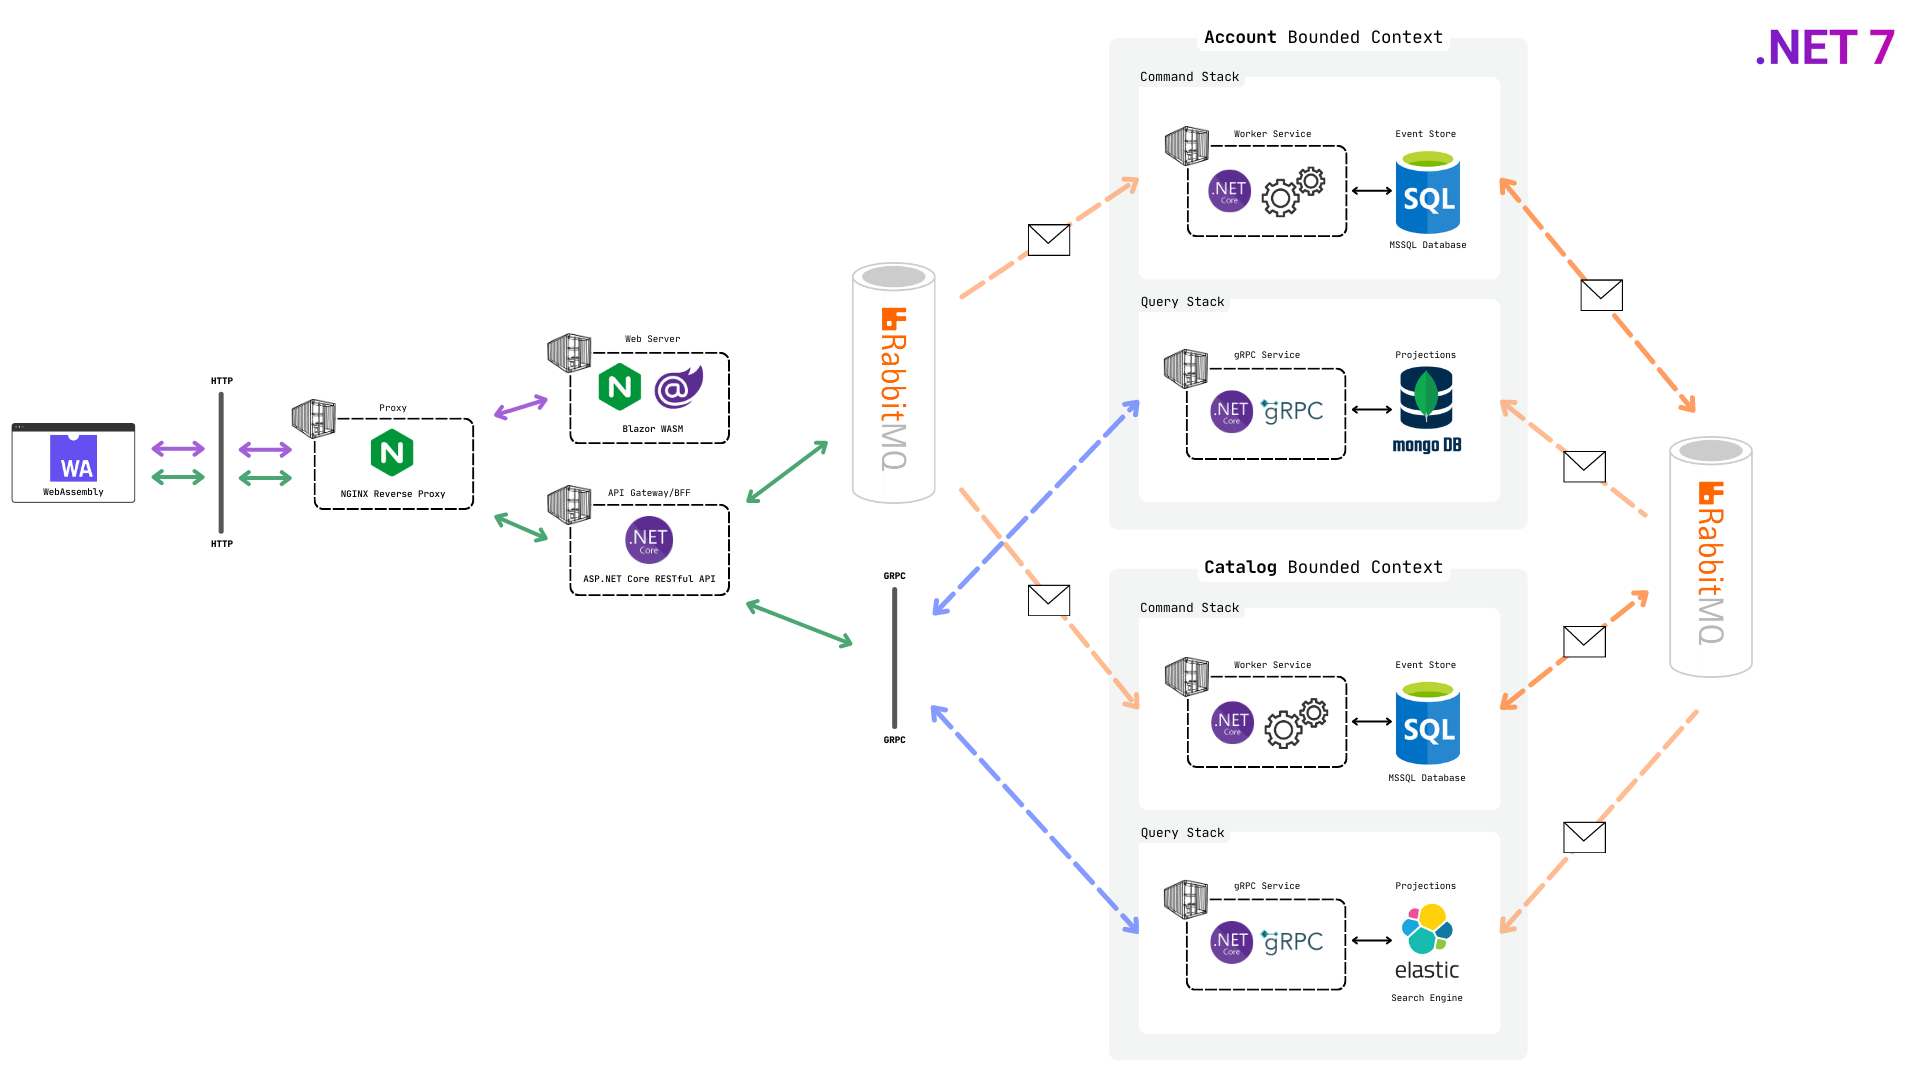 .NET 7
HTTP
WA
WebAssembly
HTTP
Proxy
NGINX Reverse Proxy
Web Server
Blazor WASM
API Gateway/BFF
.NET
Core
ASP.NET Core RESTful API
RabbitMQ
GRPC
GRPC
Account Bounded Context
Command Stack
Worker Service
.NET
Core
Event Store
SQL
MSSQL Database
Query Stack
gRPC Service
.NET
Core
gRPC
Projections
mongoDB
Catalog Bounded Context
Command Stack
Worker Service
.NET
Core
Event Store
SQL
MSSQL Database
Query Stack
gRPC Service
.NET
Core
gRPC
Projections
elastic
Search Engine
RabbitMQ